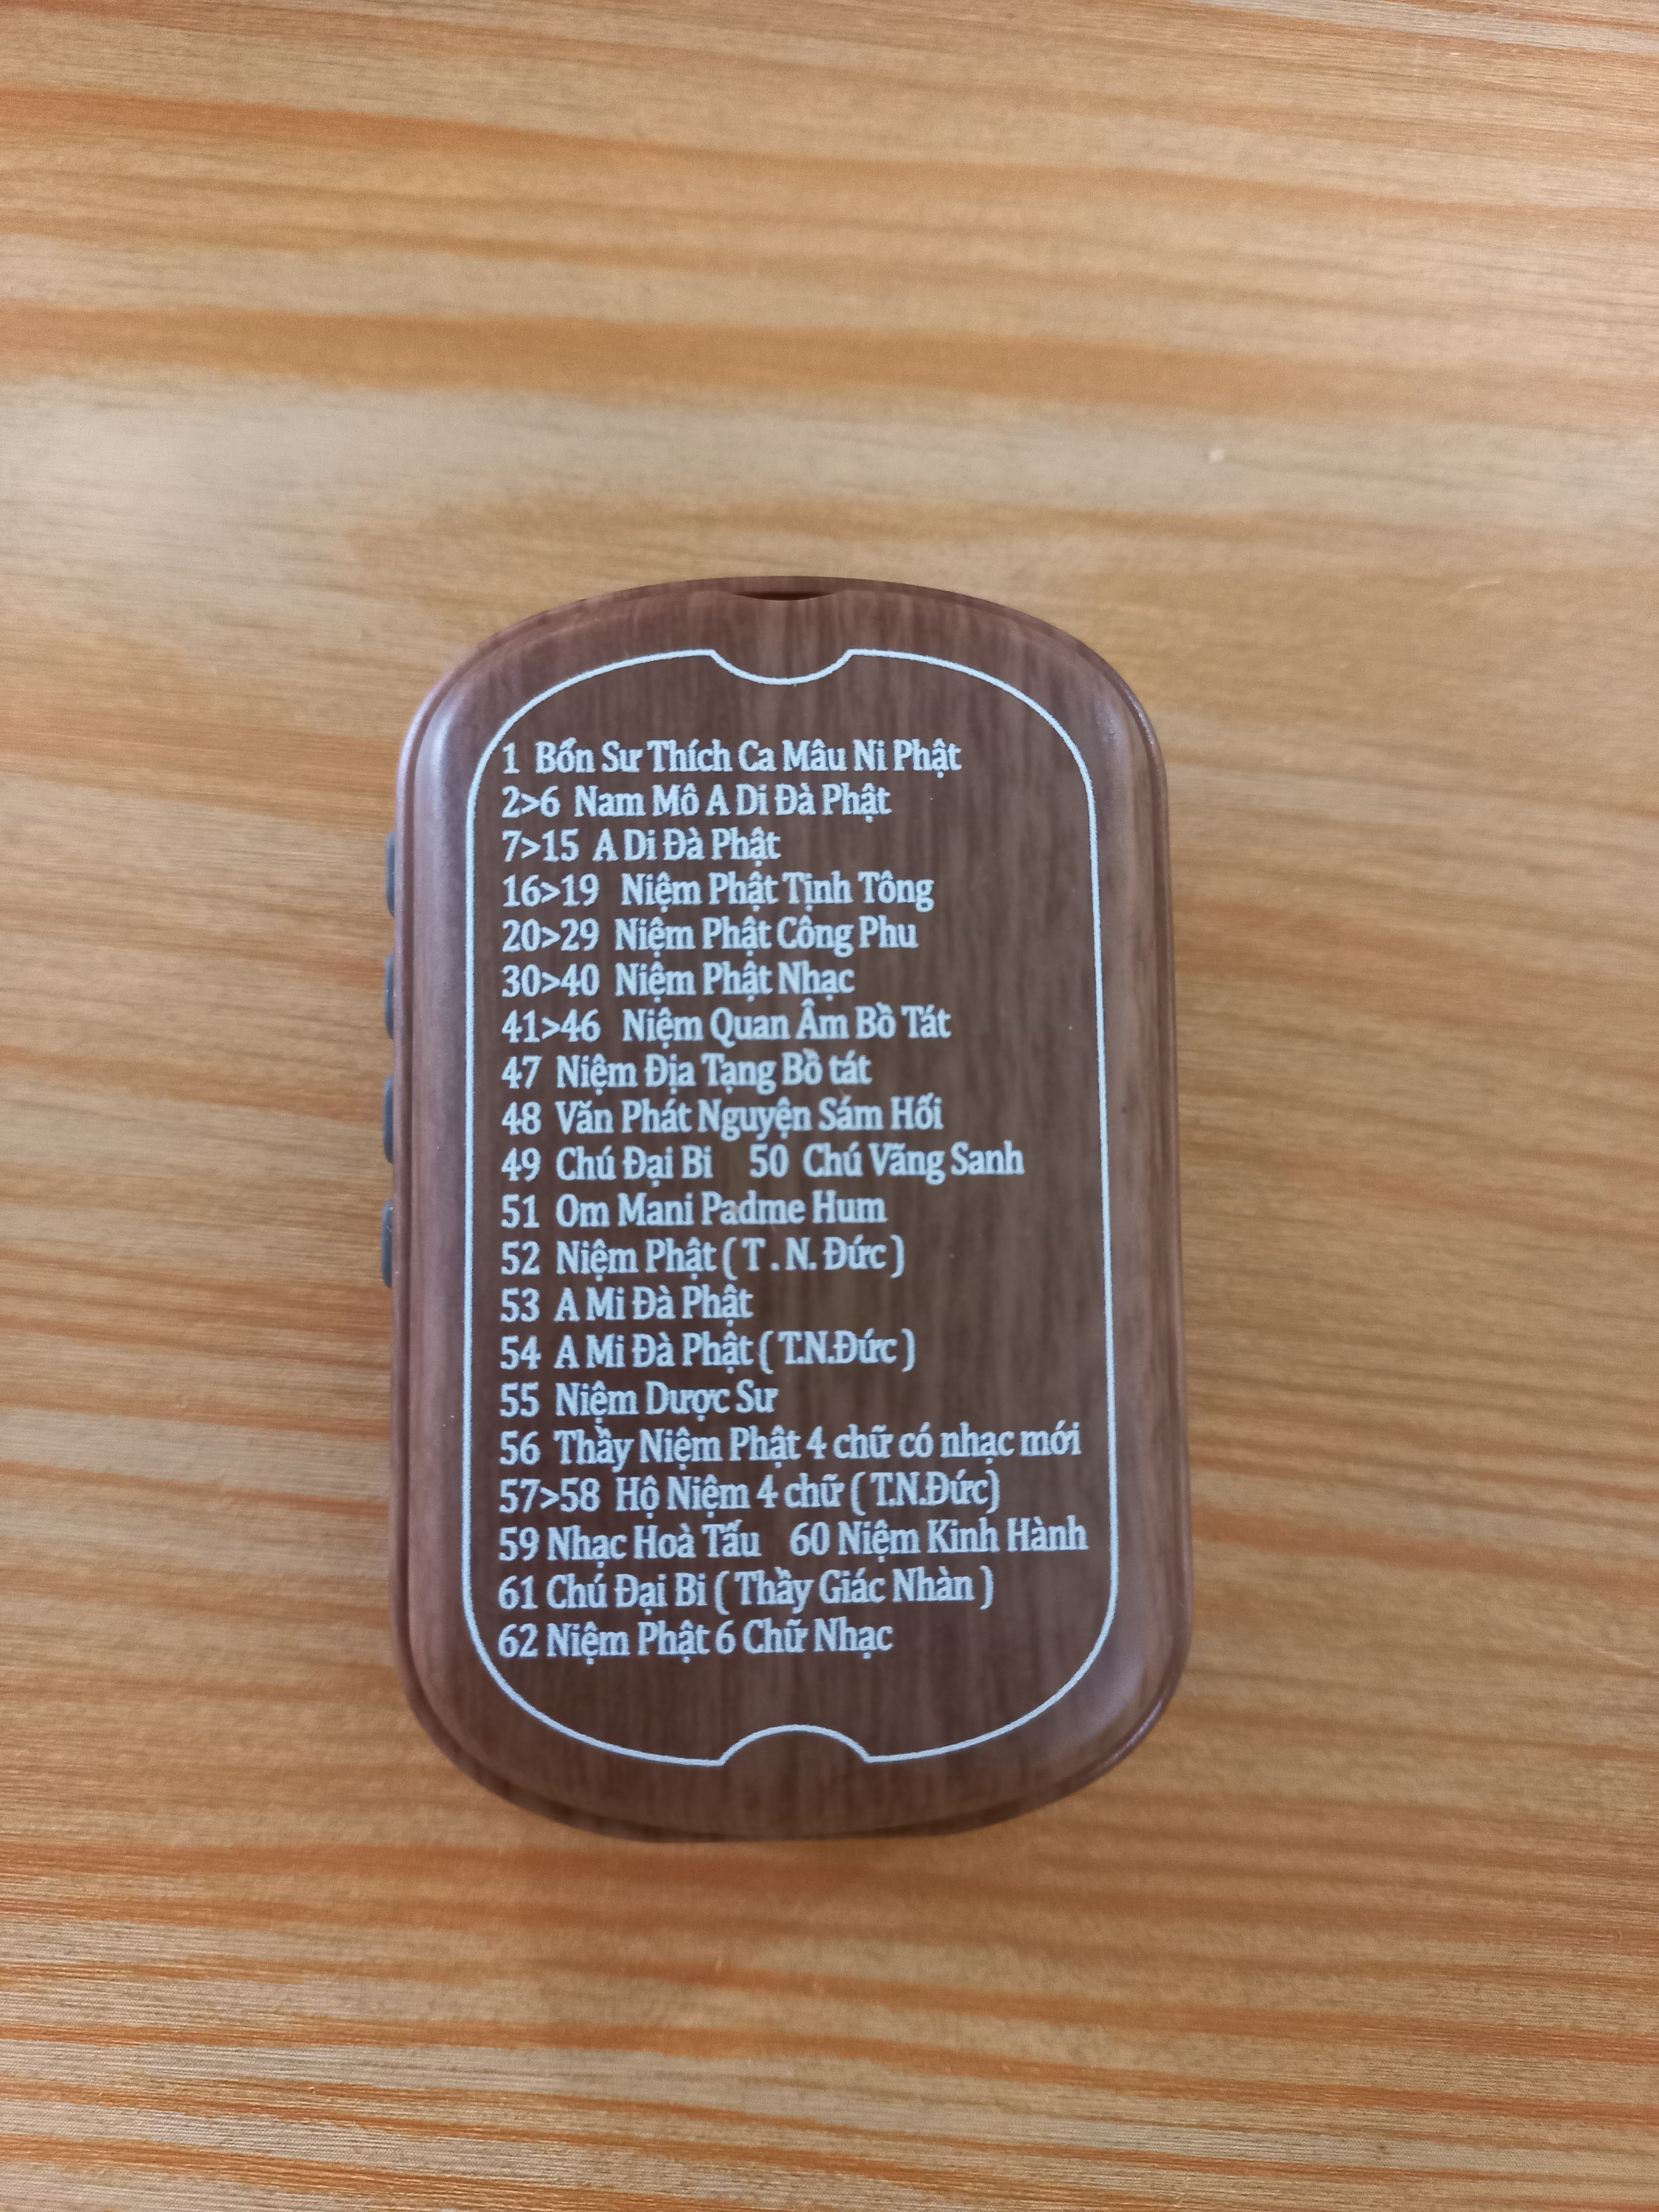 1 Bổn Sư Thích Ca Mâu Ni Phật
2>6 Nam Mô A Di Đà Phật
7>15 A Di Đà Phật
16>19 Niệm Phật Tịnh Tông
20>29 Niệm Phật Công Phu
30>40 Niệm Phật Nhạc
41>46 Niệm Quan Âm Bồ Tát
47 Niệm Địa Tạng Bồ tát
48 Văn Phát Nguyện Sám Hối
49 Chú Đại Bi 50 Chú Vãng Sanh
51 Om Mani Padme Hum
52 Niệm Phật ( T . N. Đức )
53 A Mi Đà Phật
54 A Mi Đà Phật ( T.N.Đức )
55 Niệm Dược Sư
56 Thầy Niệm Phật 4 chữ có nhạc mới
57>58 Hộ Niệm 4 chữ ( T.N.Đức)
59 Nhạc Hoà Tấu 60 Niệm Kinh Hành
61 Chú Đại Bi ( Thầy Giác Nhàn )
62 Niệm Phật 6 Chữ Nhạc